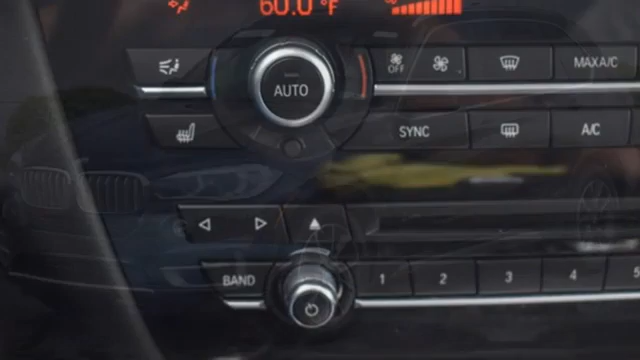 60.0 °F
OFF MAX A/C
AUTO
SYNC A/C
BAND 1 2 3 4 5